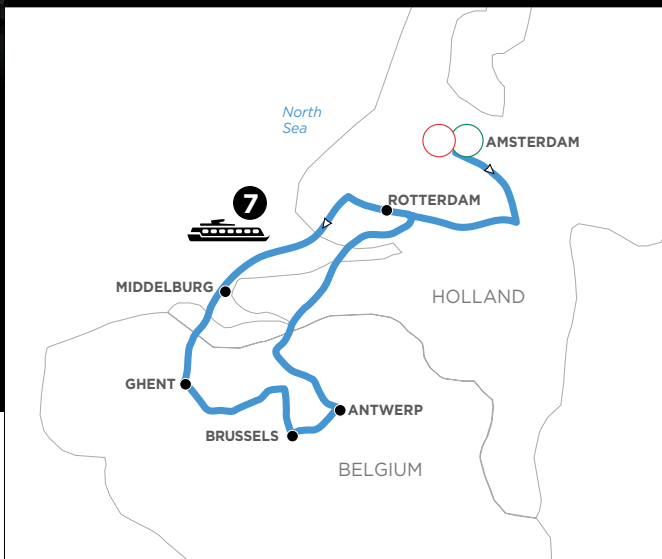 North
Sea
AMSTERDAM
7
ROTTERDAM
MIDDELBURG
HOLLAND
GHENT
ANTWERP
BRUSSELS
BELGIUM